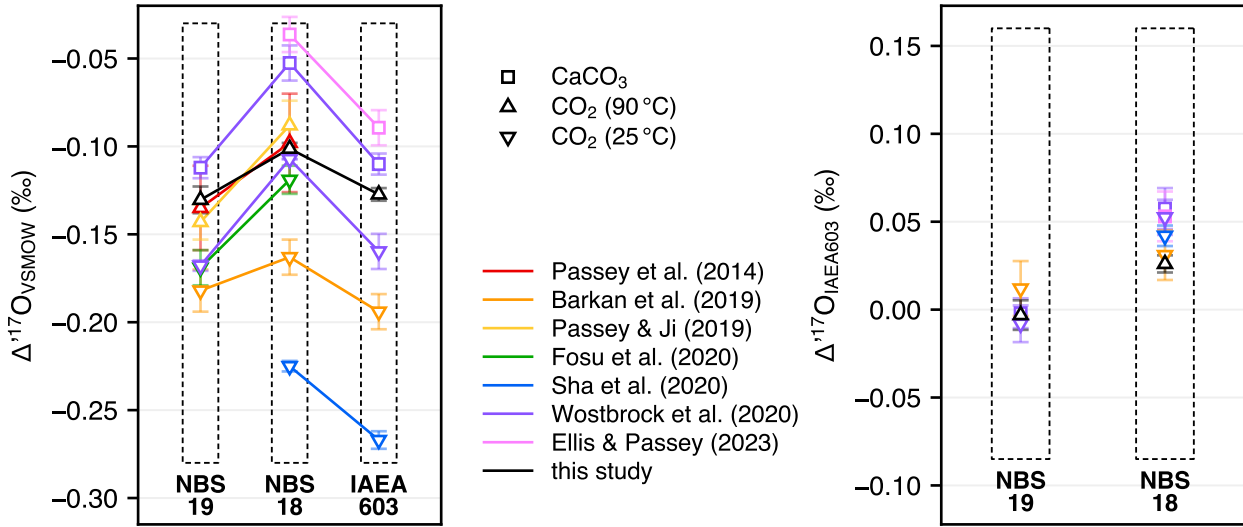 Δ'¹⁷O_VSMOW (‰)
−0.05
−0.10
−0.15
−0.20
−0.25
−0.30
NBS 19
NBS 18
IAEA 603
CaCO₃
CO₂ (90 °C)
CO₂ (25 °C)
Passey et al. (2014)
Barkan et al. (2019)
Passey & Ji (2019)
Fosu et al. (2020)
Sha et al. (2020)
Wostbrock et al. (2020)
Ellis & Passey (2023)
this study
Δ'¹⁷O_IAEA603 (‰)
0.15
0.10
0.05
0.00
−0.05
−0.10
NBS 19
NBS 18